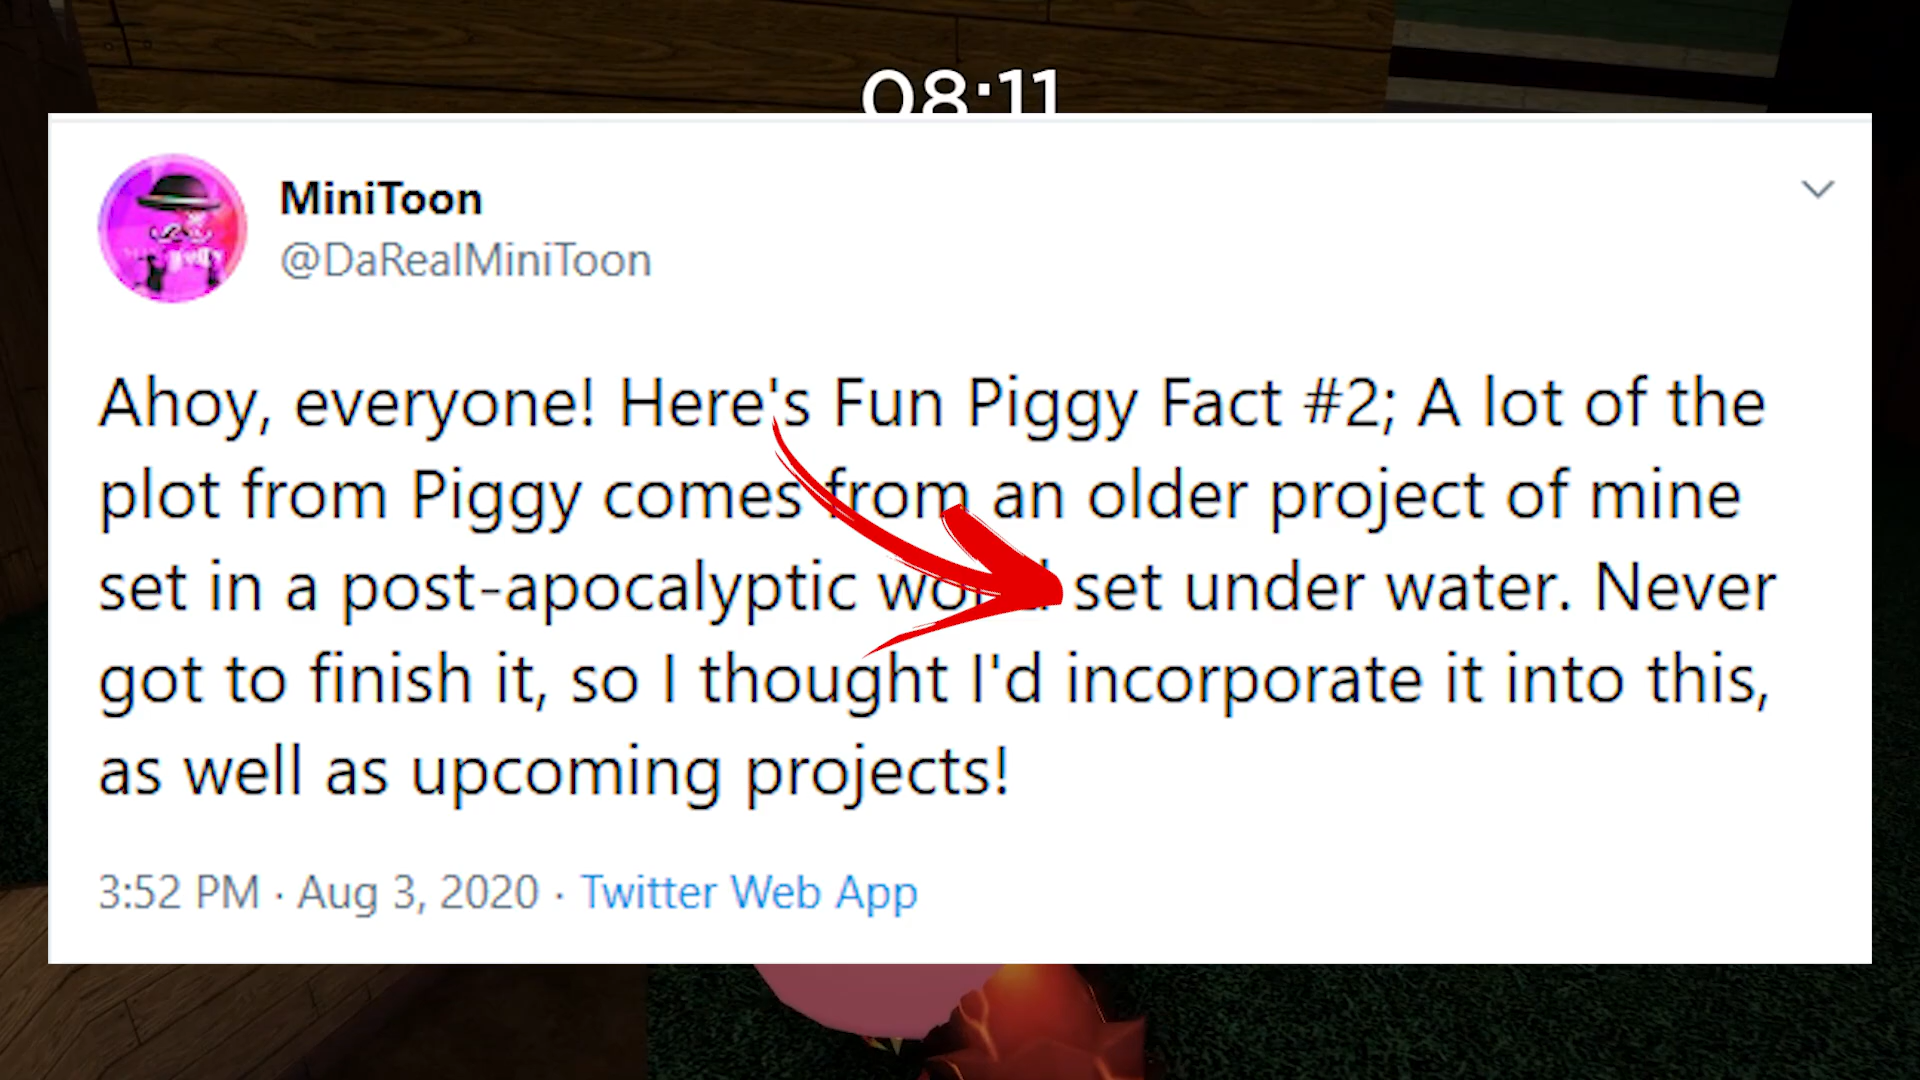 08:11
MiniToon
@DaRealMiniToon
Ahoy, everyone! Here's Fun Piggy Fact #2; A lot of the
plot from Piggy comes from an older project of mine
set in a post-apocalyptic world set under water. Never
got to finish it, so I thought I'd incorporate it into this,
as well as upcoming projects!
3:52 PM · Aug 3, 2020 · Twitter Web App